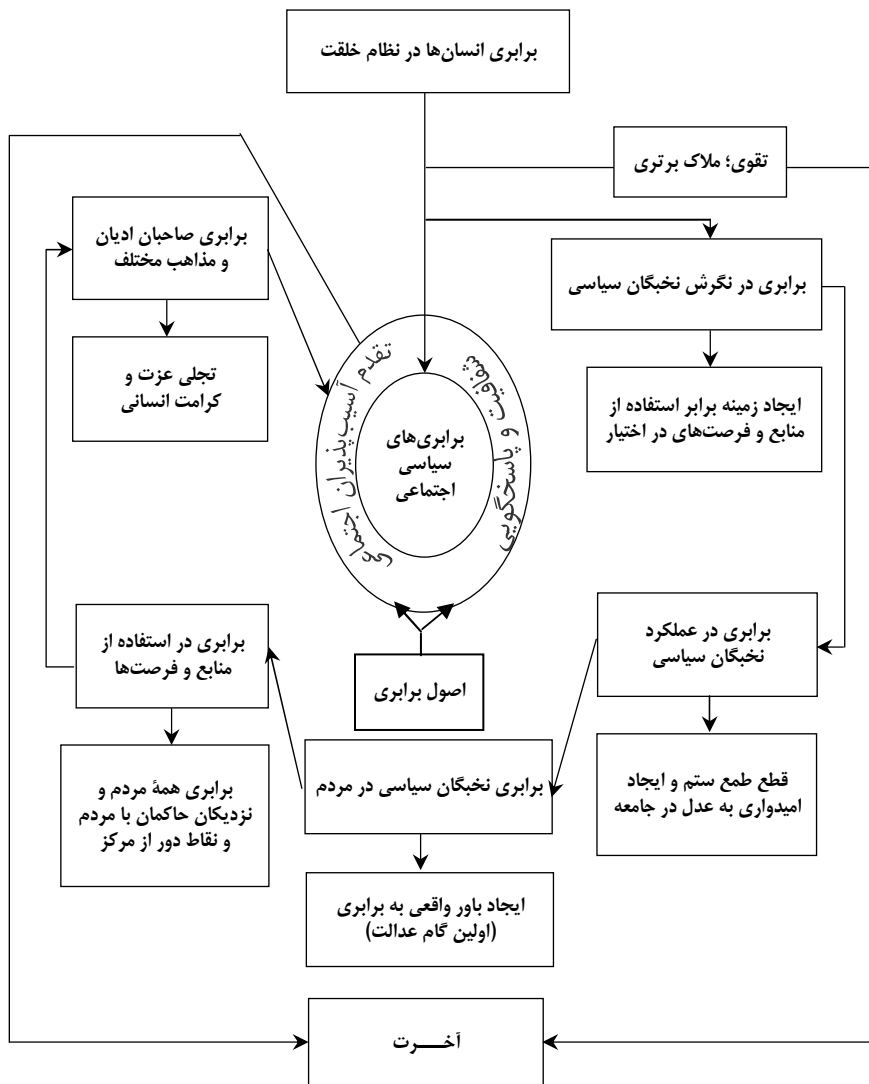 برابری انسان‌ها در نظام خلقت
تقوی؛ ملاک برتری
برابری صاحبان ادیان
و مذاهب مختلف
برابری در نگرش نخبگان سیاسی
تجلی عزت و
کرامت انسانی
ایجاد زمینه برابر استفاده از
منابع و فرصت‌های در اختیار
شفافیت و پاسخگویی
تقدم آسیب‌پذیران اجتماعی
برابری‌های
سیاسی
اجتماعی
برابری در عملکرد
نخبگان سیاسی
برابری در استفاده از
منابع و فرصت‌ها
اصول برابری
برابری نخبگان سیاسی در مردم
قطع طمع ستم و ایجاد
امیدواری به عدل در جامعه
برابری همۀ مردم و
نزدیکان حاکمان با مردم
و نقاط دور از مرکز
ایجاد باور واقعی به برابری
(اولین گام عدالت)
آخـــرت